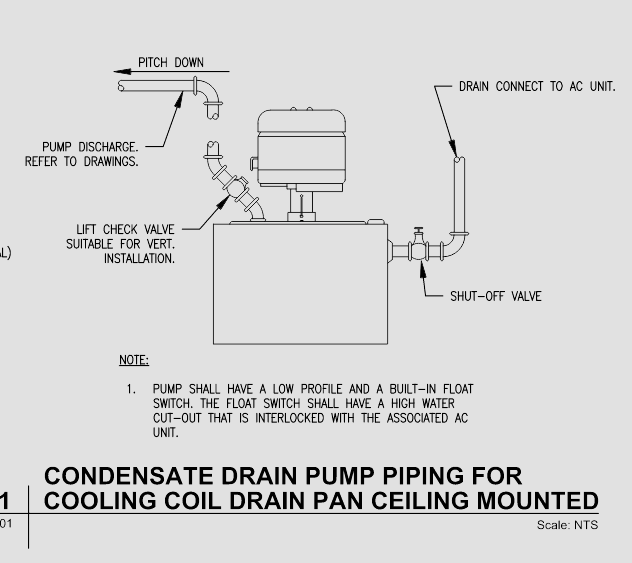 PITCH DOWN
DRAIN CONNECT TO AC UNIT.
PUMP DISCHARGE.
REFER TO DRAWINGS.
LIFT CHECK VALVE
SUITABLE FOR VERT.
INSTALLATION.
AL)
SHUT-OFF VALVE
NOTE:
1. PUMP SHALL HAVE A LOW PROFILE AND A BUILT-IN FLOAT
SWITCH. THE FLOAT SWITCH SHALL HAVE A HIGH WATER
CUT-OUT THAT IS INTERLOCKED WITH THE ASSOCIATED AC
UNIT.
CONDENSATE DRAIN PUMP PIPING FOR
1 COOLING COIL DRAIN PAN CEILING MOUNTED
01 Scale: NTS